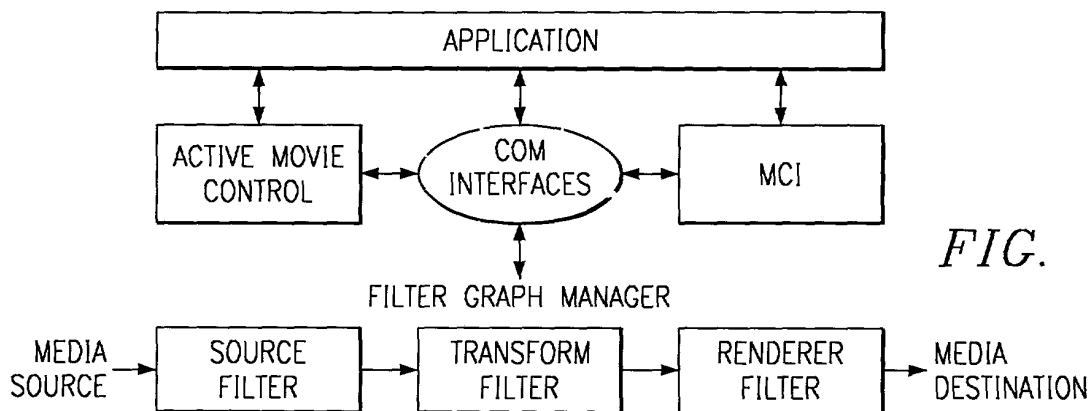 APPLICATION
ACTIVE MOVIE
CONTROL
COM
INTERFACES
MCI
FIG.
FILTER GRAPH MANAGER
MEDIA
SOURCE
SOURCE
FILTER
TRANSFORM
FILTER
RENDERER
FILTER
MEDIA
DESTINATION